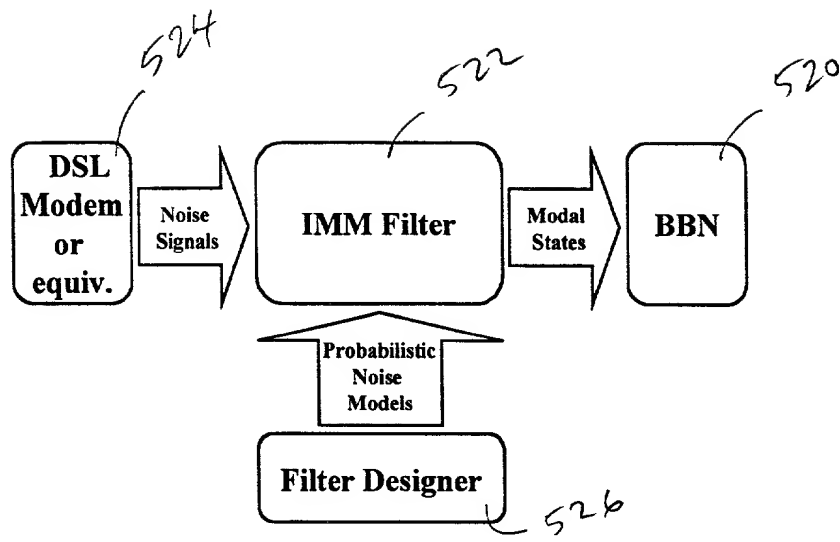 524
522
520
DSL
Modem
or
equiv.
Noise
Signals
IMM Filter
Modal
States
BBN
Probabilistic
Noise
Models
Filter Designer
526